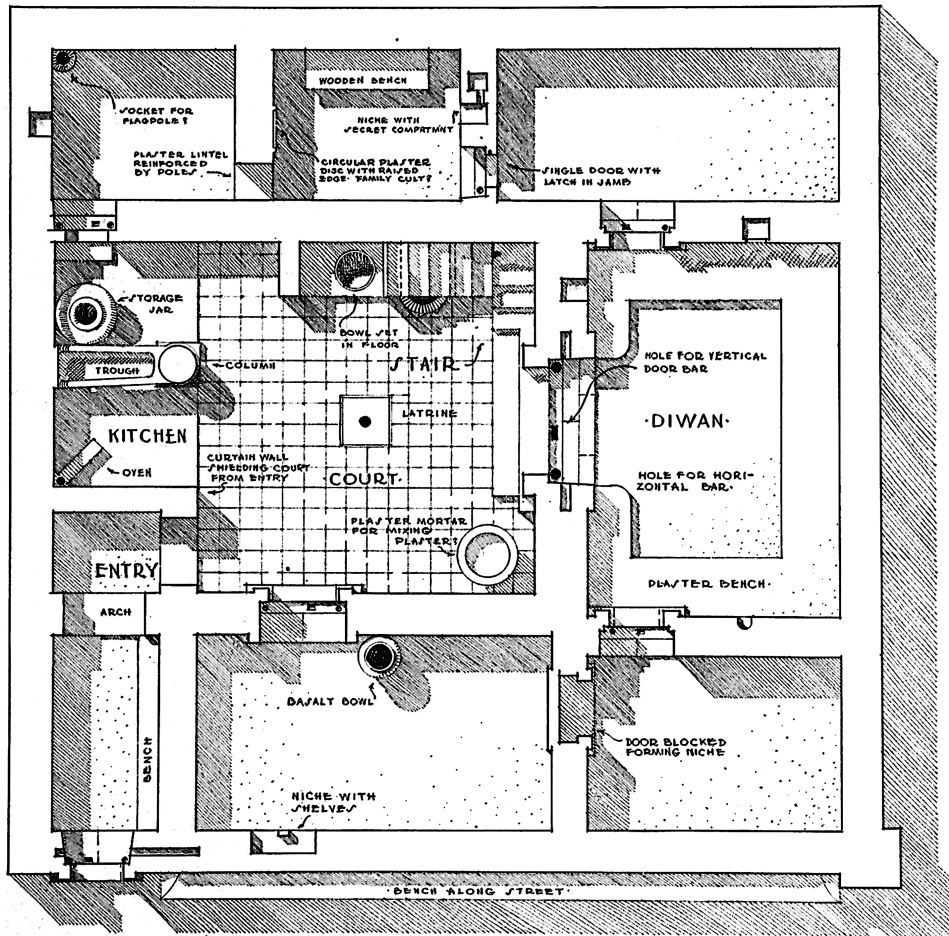 WOODEN BENCH
SOCKET FOR
FLAGPOLE?
NICHE WITH
SECRET COMPRTMNT
PLASTER LINTEL
REINFORCED
BY POLES
CIRCULAR PLASTER
DISC WITH RAISED
EDGE. FAMILY CULT?
SINGLE DOOR WITH
LATCH IN JAMB
STORAGE
JAR
BOWL SET
IN FLOOR
STAIR
TROUGH
COLUMN
HOLE FOR VERTICAL
DOOR BAR
LATRINE
·DIWAN·
KITCHEN
OVEN
CURTAIN WALL
SHIELDING COURT
FROM ENTRY
·COURT·
HOLE FOR HORI-
ZONTAL BAR·
PLASTER MORTAR
FOR MIXING
PLASTER?
ENTRY
PLASTER BENCH·
ARCH
BASALT BOWL
BENCH
DOOR BLOCKED
FORMING NICHE
NICHE WITH
SHELVES
·BENCH ALONG STREET·